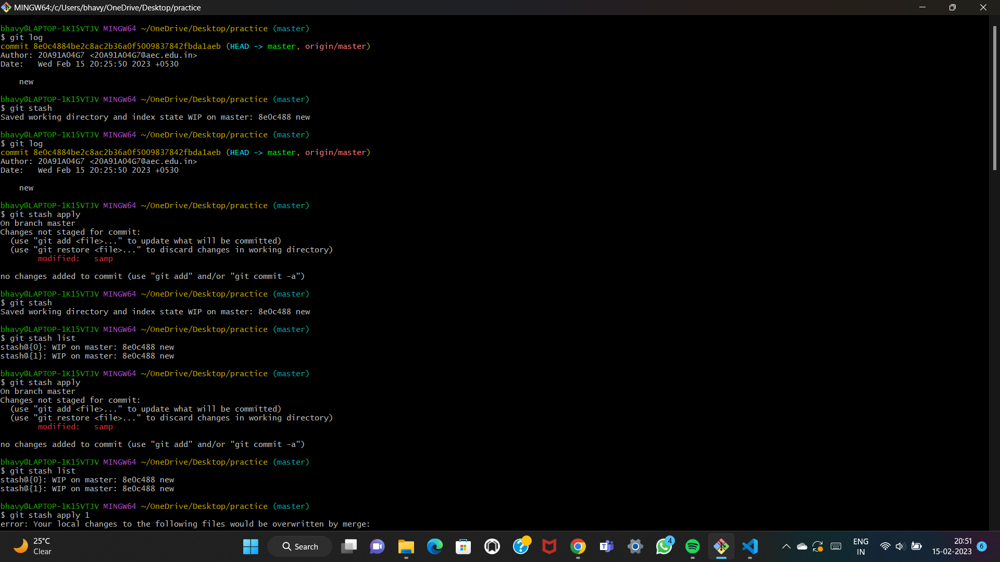 MINGW64:/c/Users/bhavy/OneDrive/Desktop/practice
bhavy@LAPTOP-1K15VTJV MINGW64 ~/OneDrive/Desktop/practice (master)
$ git log
commit 8e0c4884be2c8ac2b36a0f5009837842fbda1aeb (HEAD -> master, origin/master)
Author: 20A91A04G7 <20A91A04G7@aec.edu.in>
Date:   Wed Feb 15 20:25:50 2023 +0530
new
bhavy@LAPTOP-1K15VTJV MINGW64 ~/OneDrive/Desktop/practice (master)
$ git stash
Saved working directory and index state WIP on master: 8e0c488 new
bhavy@LAPTOP-1K15VTJV MINGW64 ~/OneDrive/Desktop/practice (master)
$ git log
commit 8e0c4884be2c8ac2b36a0f5009837842fbda1aeb (HEAD -> master, origin/master)
Author: 20A91A04G7 <20A91A04G7@aec.edu.in>
Date:   Wed Feb 15 20:25:50 2023 +0530
new
bhavy@LAPTOP-1K15VTJV MINGW64 ~/OneDrive/Desktop/practice (master)
$ git stash apply
On branch master
Changes not staged for commit:
(use "git add <file>..." to update what will be committed)
(use "git restore <file>..." to discard changes in working directory)
modified:   samp
no changes added to commit (use "git add" and/or "git commit -a")
bhavy@LAPTOP-1K15VTJV MINGW64 ~/OneDrive/Desktop/practice (master)
$ git stash
Saved working directory and index state WIP on master: 8e0c488 new
bhavy@LAPTOP-1K15VTJV MINGW64 ~/OneDrive/Desktop/practice (master)
$ git stash list
stash@{0}: WIP on master: 8e0c488 new
stash@{1}: WIP on master: 8e0c488 new
bhavy@LAPTOP-1K15VTJV MINGW64 ~/OneDrive/Desktop/practice (master)
$ git stash apply
On branch master
Changes not staged for commit:
(use "git add <file>..." to update what will be committed)
(use "git restore <file>..." to discard changes in working directory)
modified:   samp
no changes added to commit (use "git add" and/or "git commit -a")
bhavy@LAPTOP-1K15VTJV MINGW64 ~/OneDrive/Desktop/practice (master)
$ git stash list
stash@{0}: WIP on master: 8e0c488 new
stash@{1}: WIP on master: 8e0c488 new
bhavy@LAPTOP-1K15VTJV MINGW64 ~/OneDrive/Desktop/practice (master)
$ git stash apply 1
error: Your local changes to the following files would be overwritten by merge:
25°C
Clear
Search
4
ENG
IN
20:51
15-02-2023
6